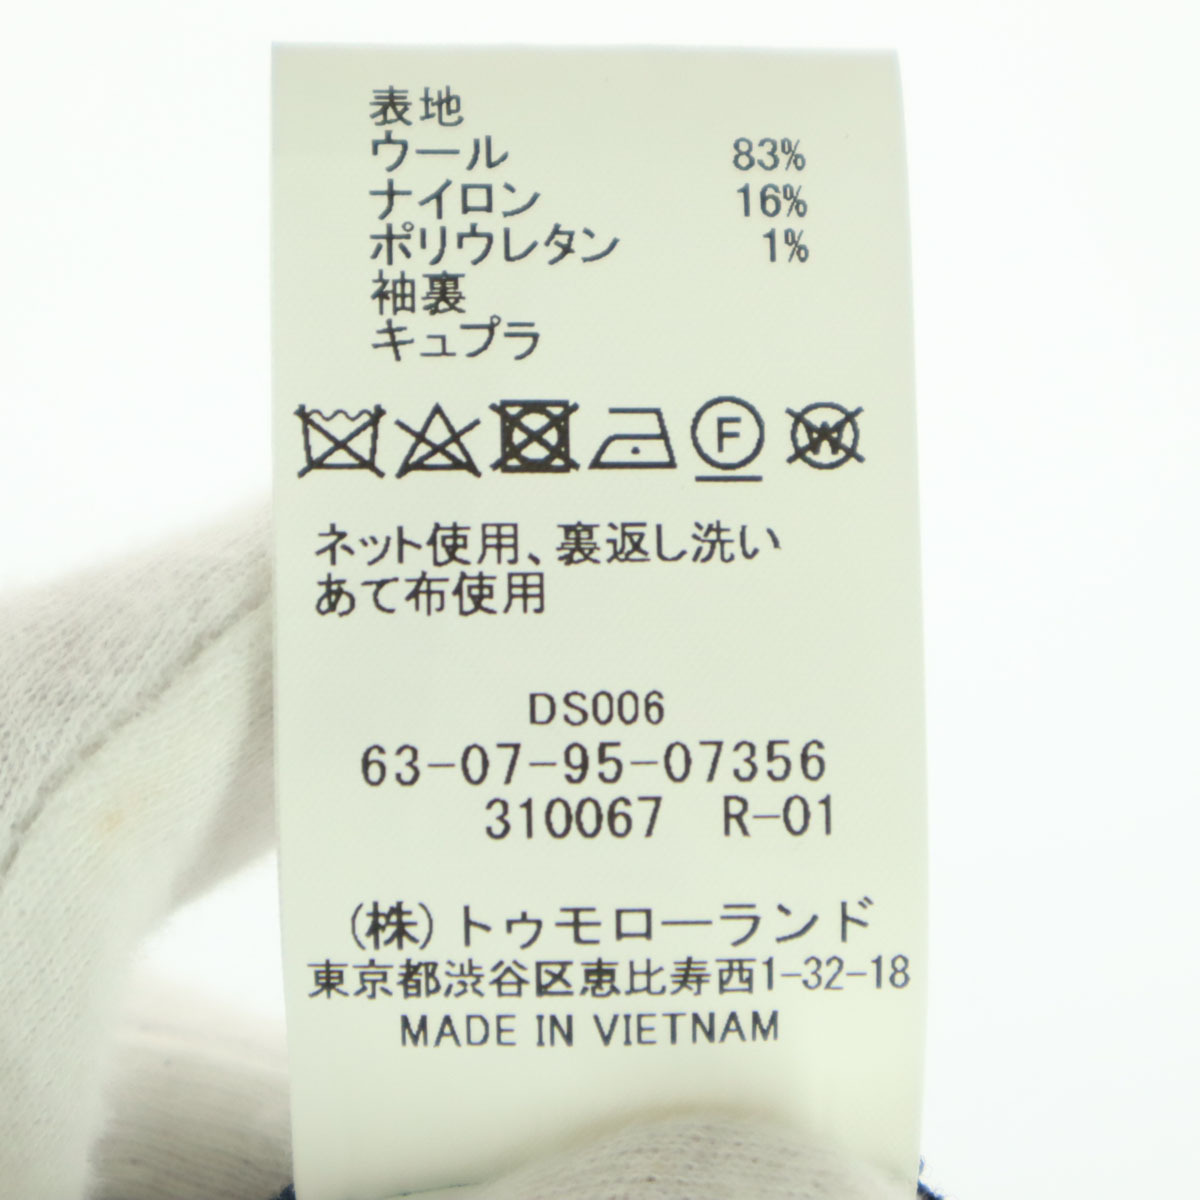 表地
ウール 83%
ナイロン 16%
ポリウレタン 1%
袖裏
キュプラ
F W
ネット使用、裏返し洗い
あて布使用
DS006
63-07-95-07356
310067 R-01
(株)トゥモローランド
東京都渋谷区恵比寿西1-32-18
MADE IN VIETNAM